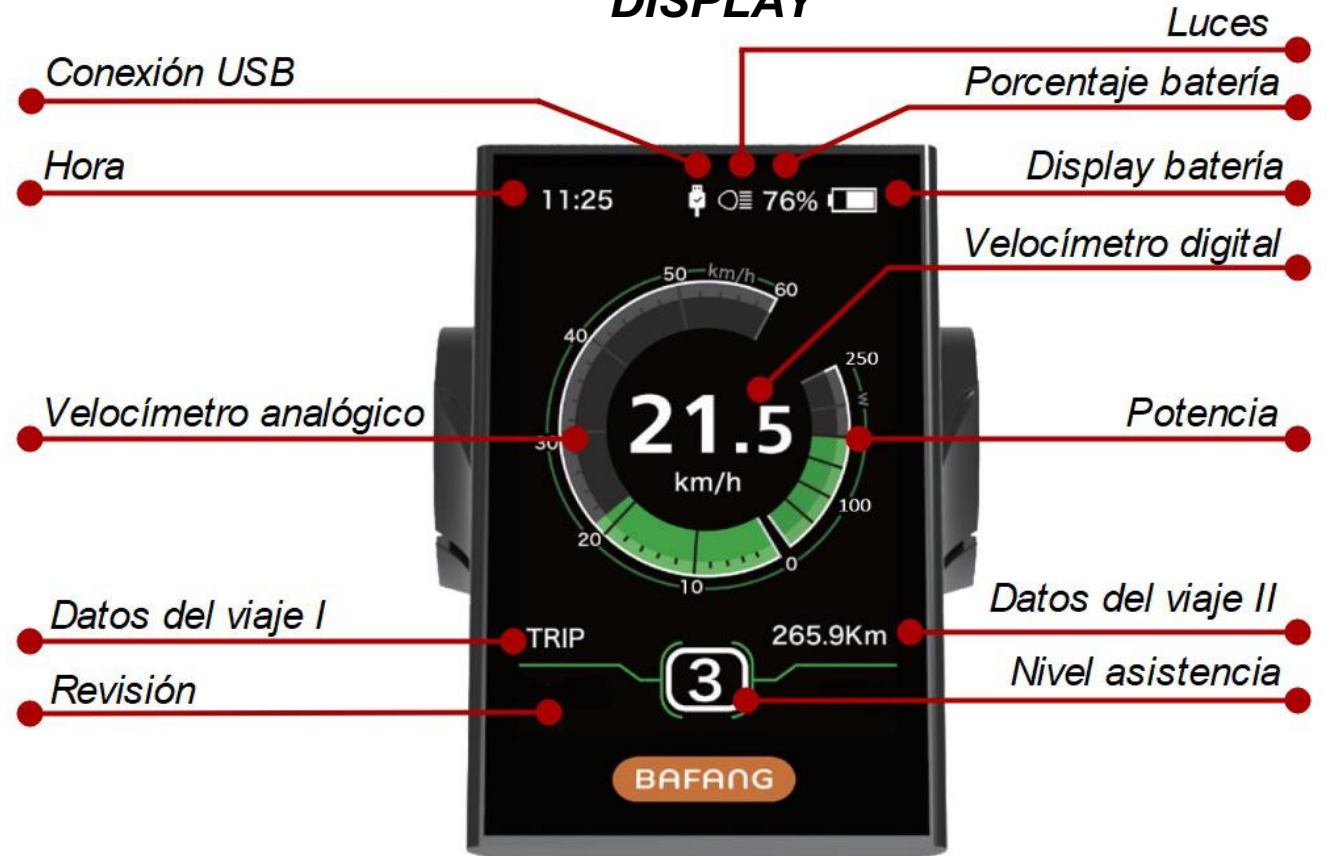 DISPLAY
Luces
Conexión USB
Porcentaje batería
Hora
Display batería
11:25
76%
Velocímetro digital
50
km/h
60
40
250
W
Velocímetro analógico
21.5
Potencia
30
km/h
100
20
0
10
Datos del viaje I
Datos del viaje II
TRIP
265.9Km
Nivel asistencia
Revisión
3
BAFANG